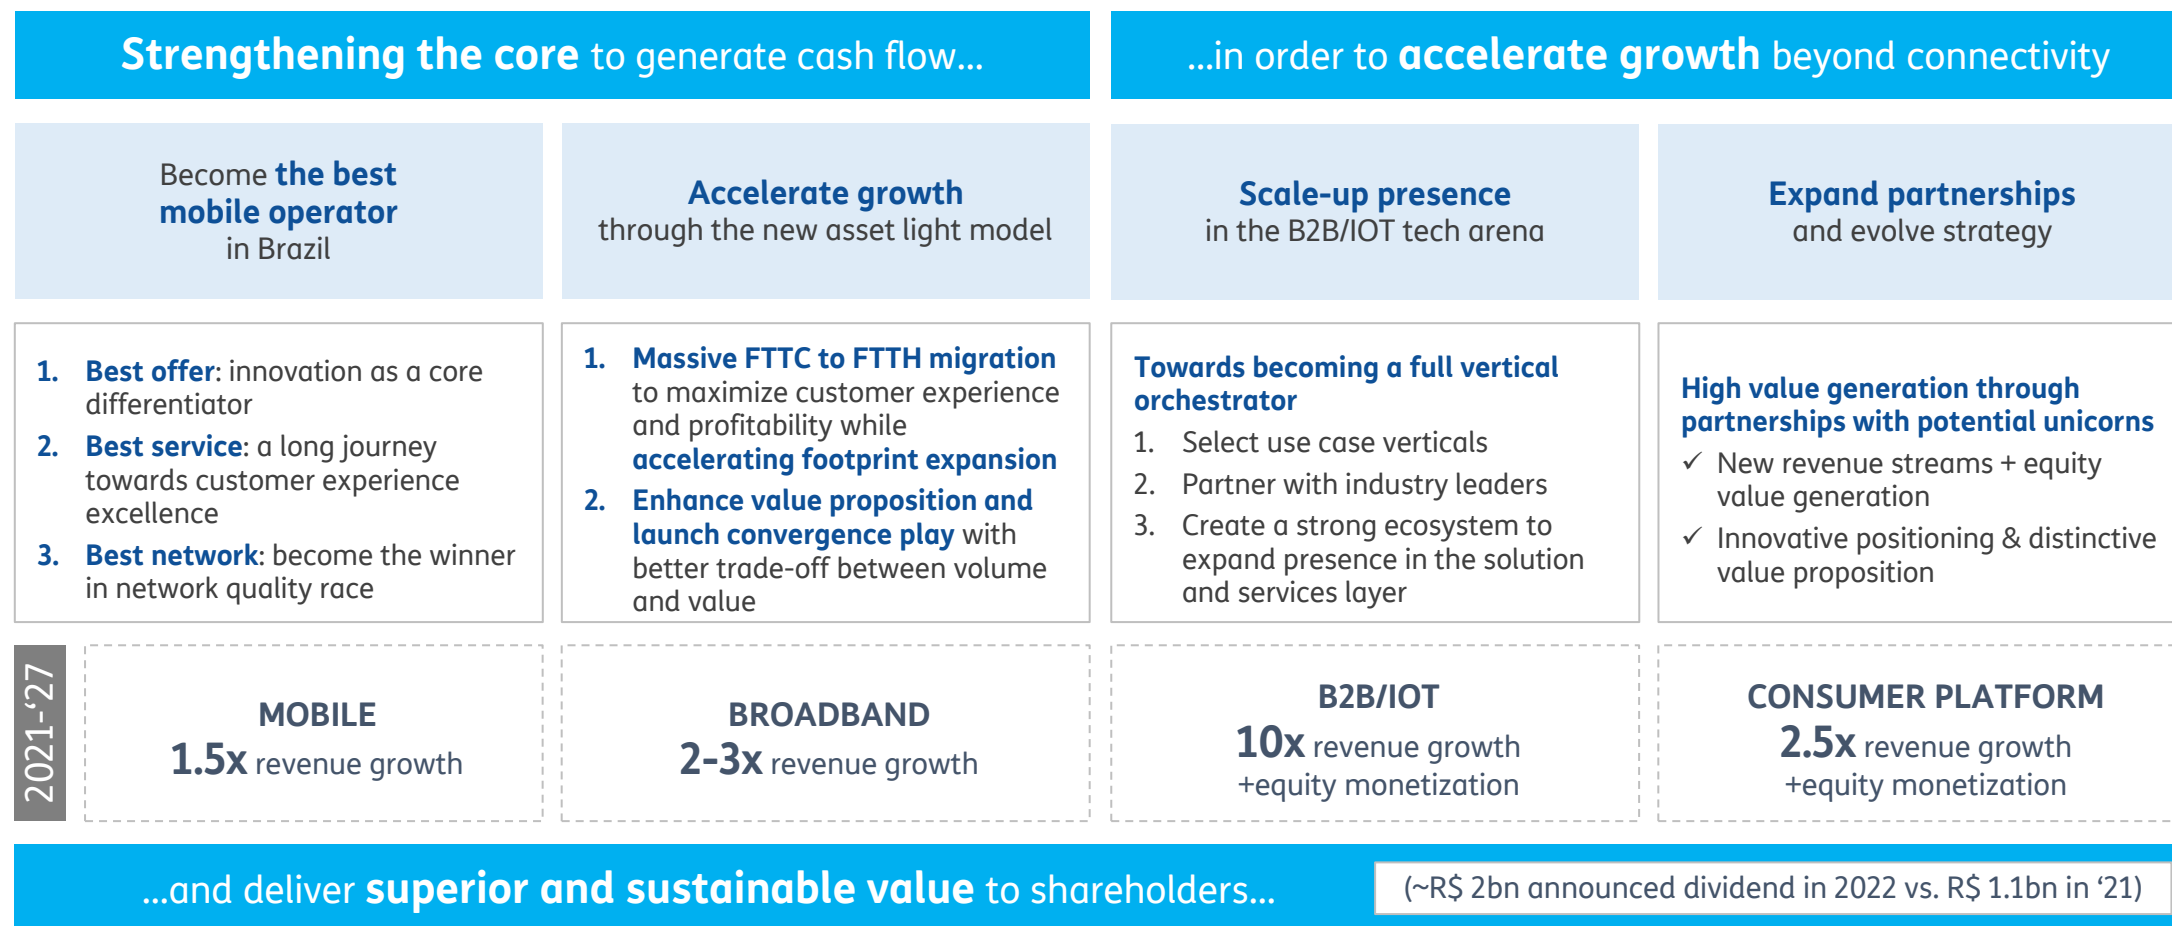 Strengthening the core to generate cash flow...
...in order to accelerate growth beyond connectivity
Become the best
mobile operator
in Brazil
Accelerate growth
through the new asset light model
Scale-up presence
in the B2B/IOT tech arena
Expand partnerships
and evolve strategy
1. Best offer: innovation as a core
differentiator
2. Best service: a long journey
towards customer experience
excellence
3. Best network: become the winner
in network quality race
1. Massive FTTC to FTTH migration
to maximize customer experience
and profitability while
accelerating footprint expansion
2. Enhance value proposition and
launch convergence play with
better trade-off between volume
and value
Towards becoming a full vertical
orchestrator
1. Select use case verticals
2. Partner with industry leaders
3. Create a strong ecosystem to
expand presence in the solution
and services layer
High value generation through
partnerships with potential unicorns
✓ New revenue streams + equity
value generation
✓ Innovative positioning & distinctive
value proposition
2021-‘27
MOBILE
1.5x revenue growth
BROADBAND
2-3x revenue growth
B2B/IOT
10x revenue growth
+equity monetization
CONSUMER PLATFORM
2.5x revenue growth
+equity monetization
...and deliver superior and sustainable value to shareholders...
(~R$ 2bn announced dividend in 2022 vs. R$ 1.1bn in ‘21)